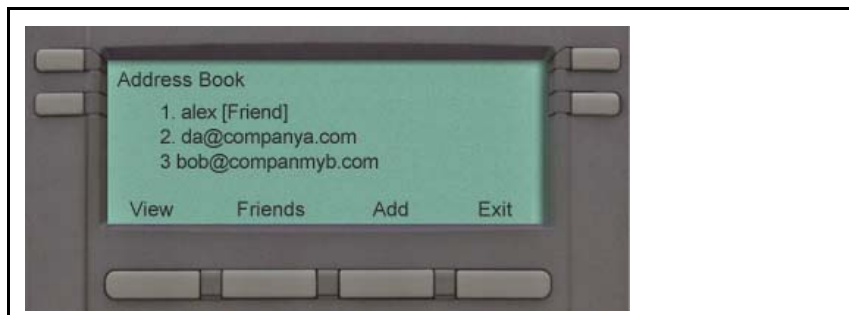 Address Book
1. alex [Friend]
2. da@companya.com
3 bob@companmyb.com
View Friends Add Exit